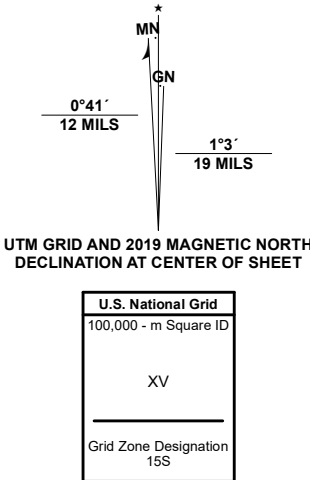 ★
MN
GN
0°41´
12 MILS
1°3´
19 MILS
UTM GRID AND 2019 MAGNETIC NORTH
DECLINATION AT CENTER OF SHEET
U.S. National Grid
100,000 - m Square ID
XV
Grid Zone Designation
15S